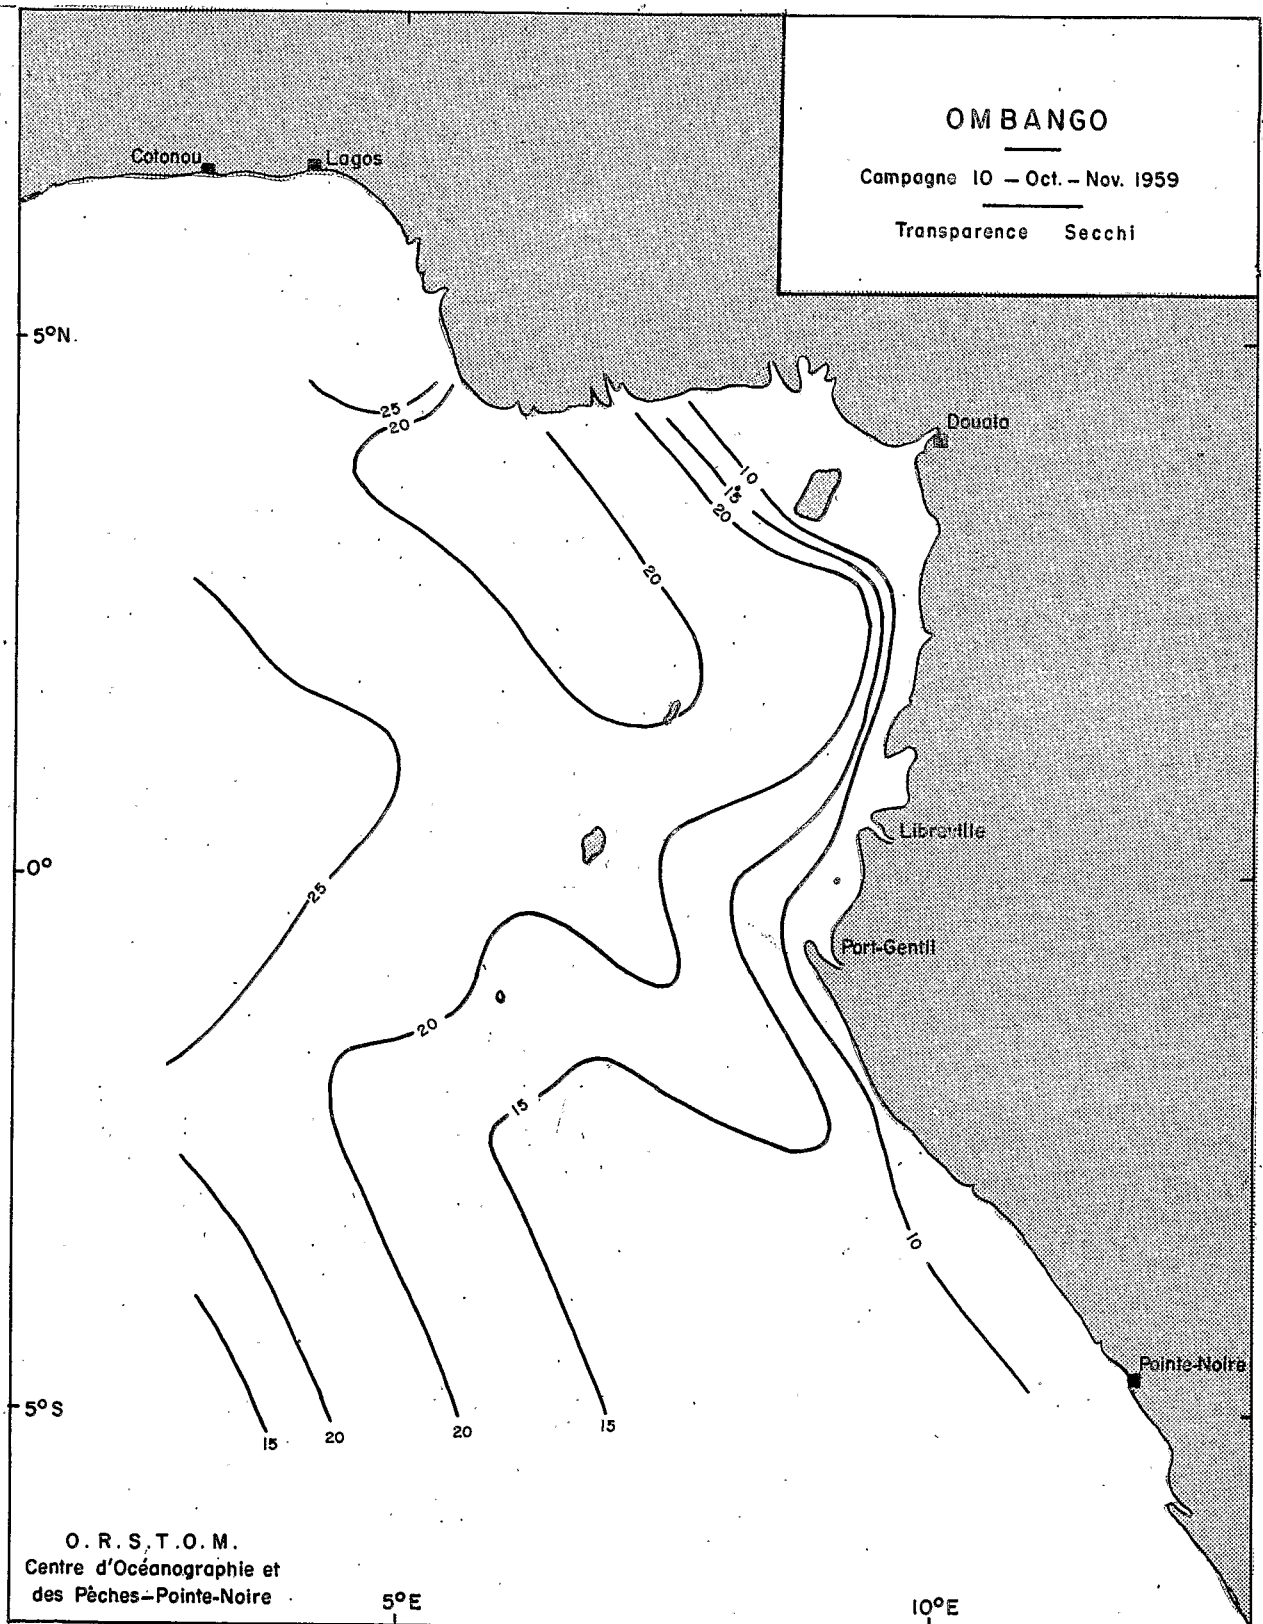 OMBANGO
Campagne 10 – Oct. – Nov. 1959
Transparence Secchi
Cotonou
Lagos
5°N.
25
20
Douala
10
15
20
20
0°
Libreville
25
Port-Gentil
20
15
10
Pointe-Noire
5°S
15
20
20
15
O.R.S.T.O.M.
Centre d'Océanographie et
des Pêches–Pointe-Noire
5°E
10°E